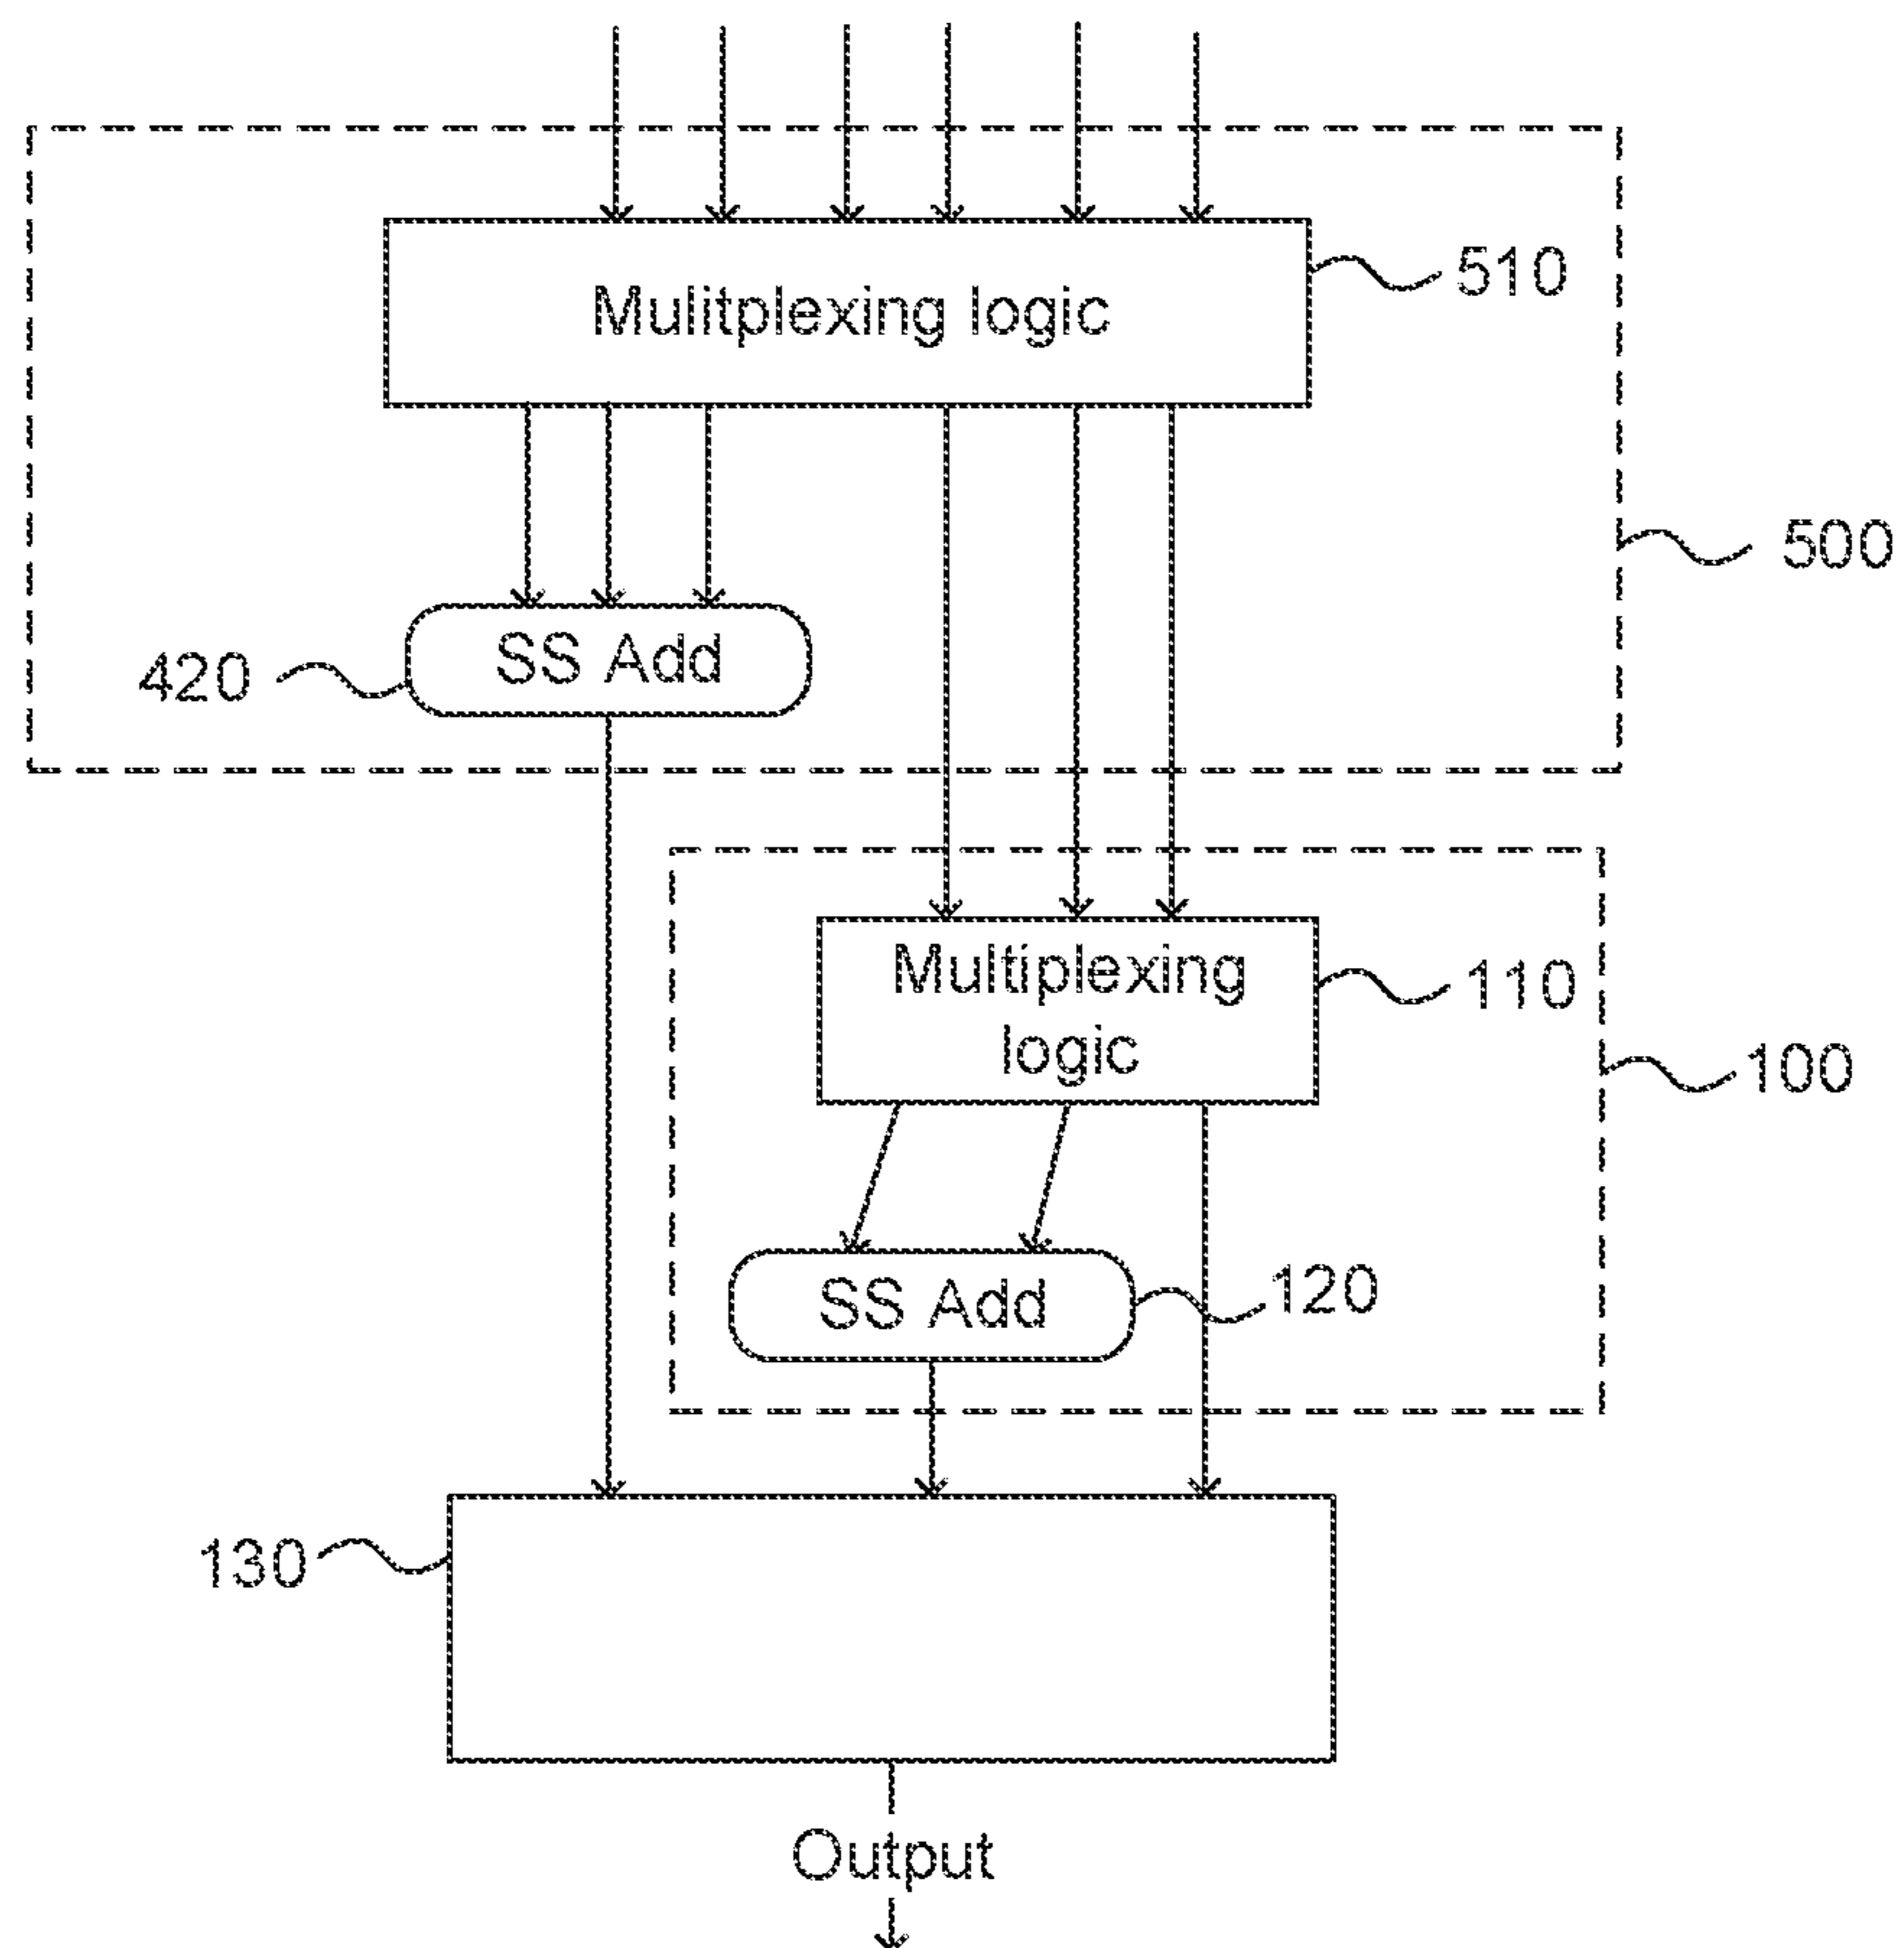 Mulitplexing logic
510
500
SS Add
420
Multiplexing
logic
110
100
SS Add
120
130
Output